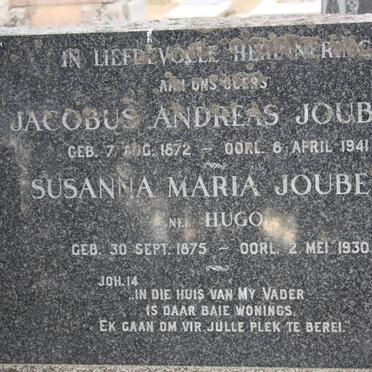 IN LIEFDEVOLLE HERINNERING
AAN ONS OUERS
JACOBUS ANDREAS JOUB
GEB. 7 AUG. 1872 – OORL. 8 APRIL 1941
SUSANNA MARIA JOUBE
NEE HUGO
GEB. 30 SEPT. 1875 – OORL. 2 MEI 1930
JOH. 14
„IN DIE HUIS VAN MY VADER
IS DAAR BAIE WONINGS.
EK GAAN OM VIR JULLE PLEK TE BEREI."